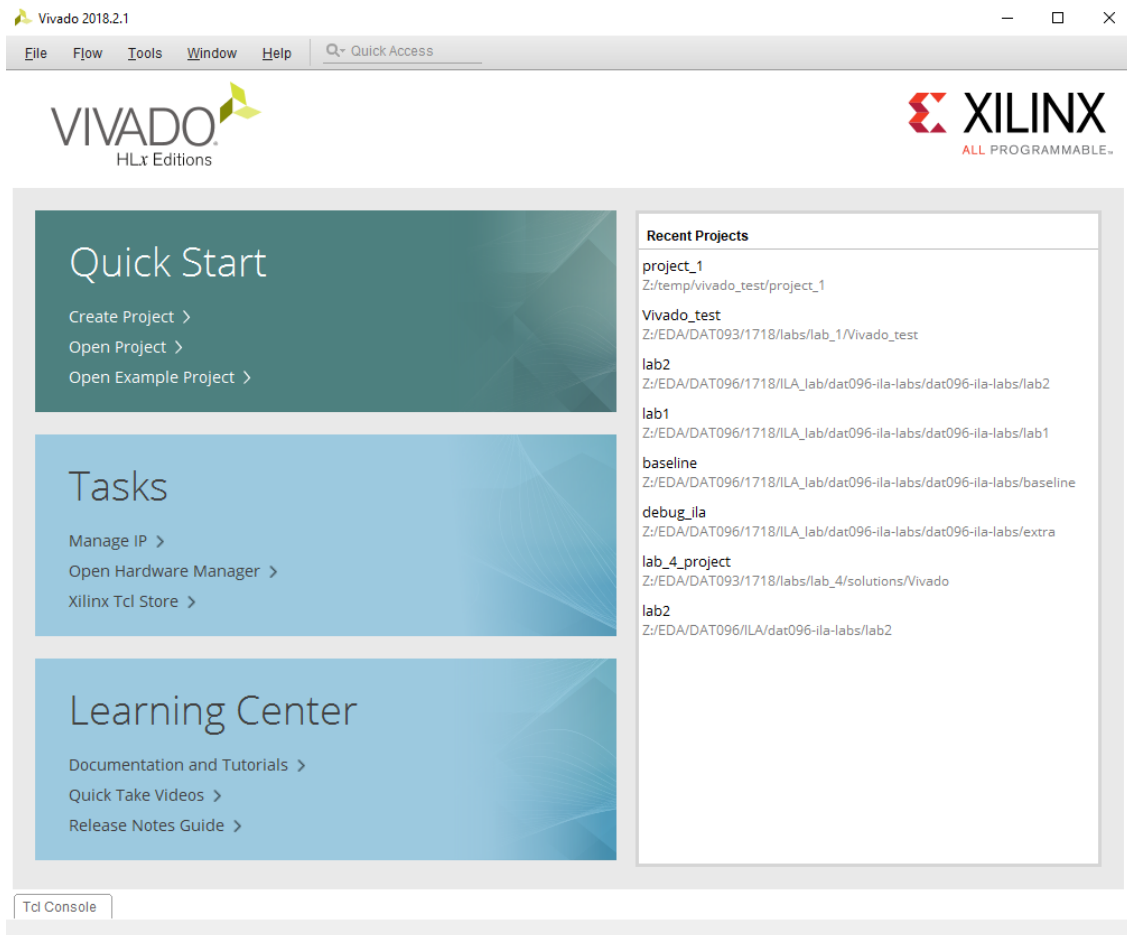 Vivado 2018.2.1
File Flow Tools Window Help Quick Access
VIVADO.
HLx Editions
XILINX
ALL PROGRAMMABLE™
Quick Start
Create Project >
Open Project >
Open Example Project >
Tasks
Manage IP >
Open Hardware Manager >
Xilinx Tcl Store >
Learning Center
Documentation and Tutorials >
Quick Take Videos >
Release Notes Guide >
Recent Projects
project_1
Z:/temp/vivado_test/project_1
Vivado_test
Z:/EDA/DAT093/1718/labs/lab_1/Vivado_test
lab2
Z:/EDA/DAT096/1718/ILA_lab/dat096-ila-labs/dat096-ila-labs/lab2
lab1
Z:/EDA/DAT096/1718/ILA_lab/dat096-ila-labs/dat096-ila-labs/lab1
baseline
Z:/EDA/DAT096/1718/ILA_lab/dat096-ila-labs/dat096-ila-labs/baseline
debug_ila
Z:/EDA/DAT096/1718/ILA_lab/dat096-ila-labs/dat096-ila-labs/extra
lab_4_project
Z:/EDA/DAT093/1718/labs/lab_4/solutions/Vivado
lab2
Z:/EDA/DAT096/ILA/dat096-ila-labs/lab2
Tcl Console